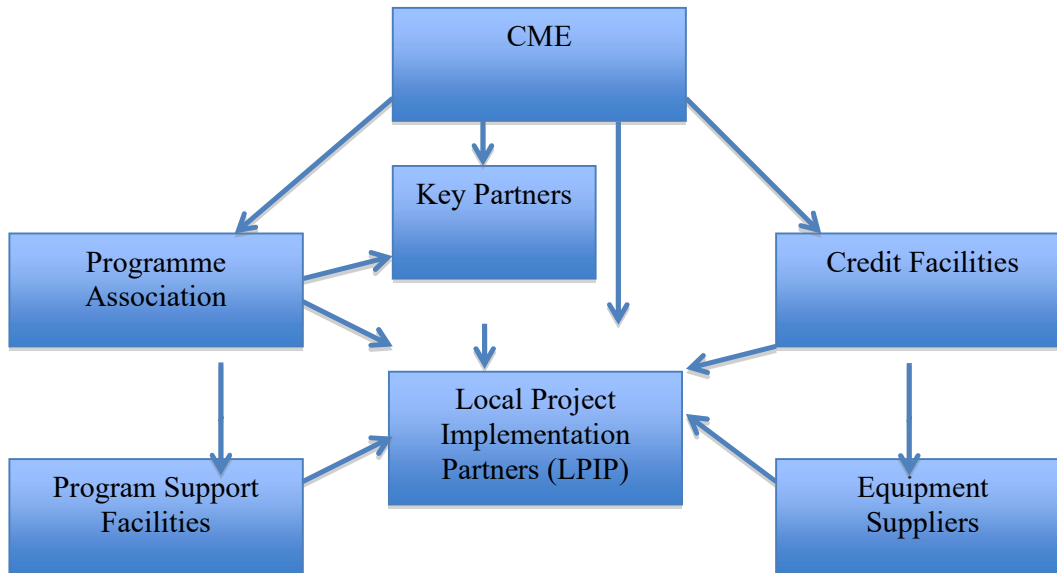 CME
Key Partners
Programme
Association
Credit Facilities
Local Project
Implementation
Partners (LPIP)
Program Support
Facilities
Equipment
Suppliers